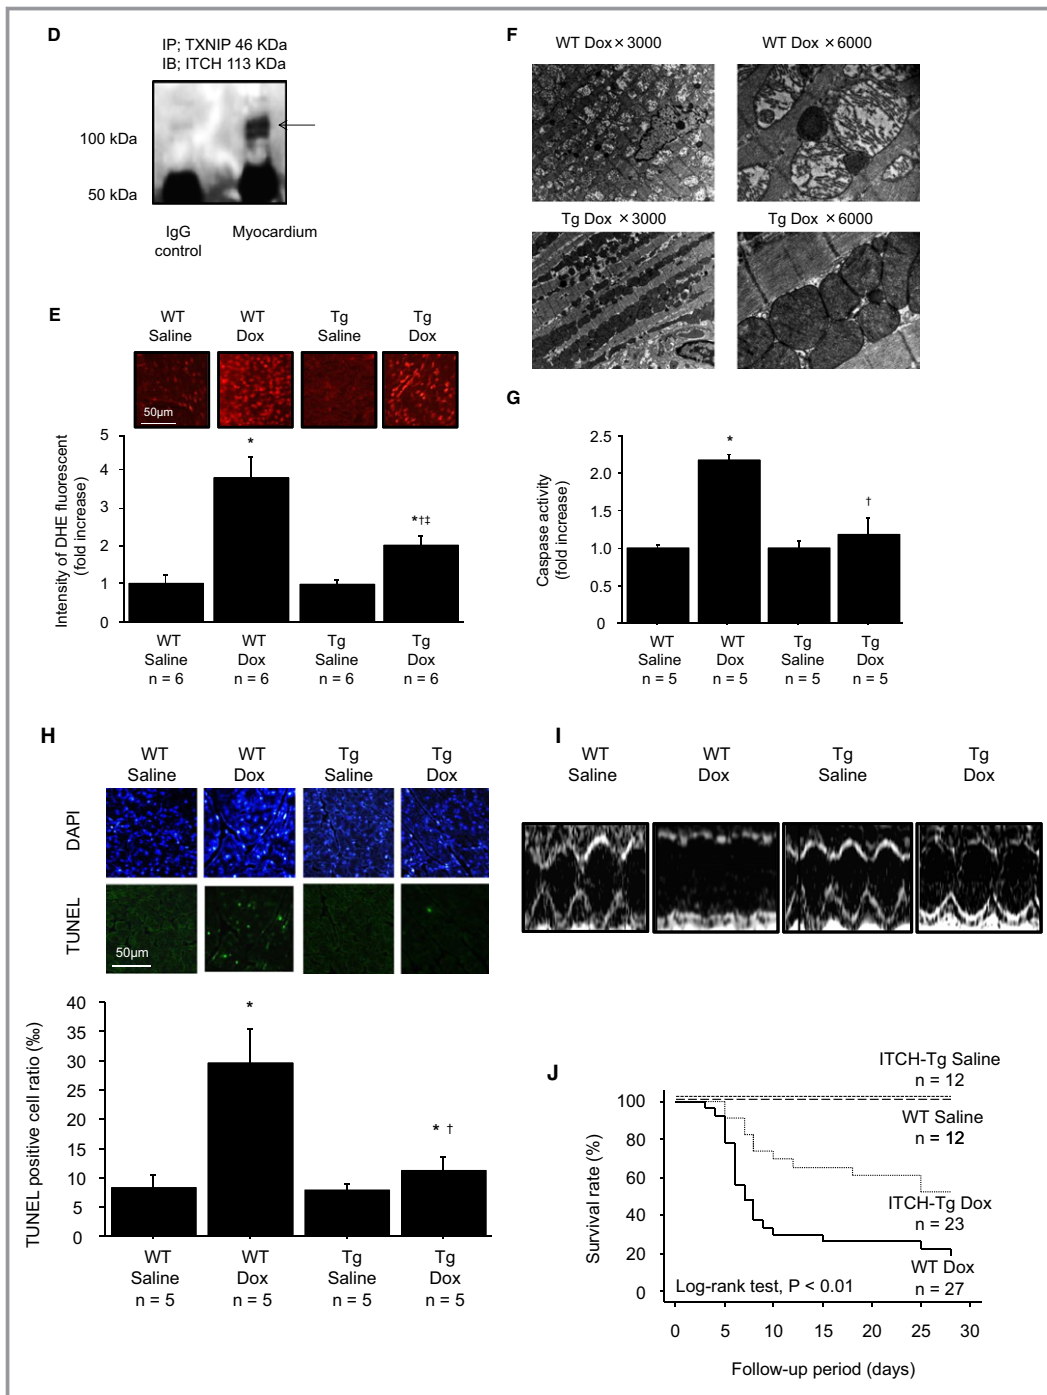 D
IP; TXNIP 46 KDa
IB; ITCH 113 KDa
100 kDa
50 kDa
IgG
control
Myocardium
E
WT
Saline
WT
Dox
Tg
Saline
Tg
Dox
50µm
Intensity of DHE fluorescent
(fold increase)
5
4
3
2
1
0
*
*†‡
WT
Saline
n = 6
WT
Dox
n = 6
Tg
Saline
n = 6
Tg
Dox
n = 6
F
WT Dox × 3000
WT Dox × 6000
Tg Dox × 3000
Tg Dox × 6000
G
Caspase activity
(fold increase)
2.5
2.0
1.5
1.0
0.5
0
*
†
WT
Saline
n = 5
WT
Dox
n = 5
Tg
Saline
n = 5
Tg
Dox
n = 5
H
WT
Saline
WT
Dox
Tg
Saline
Tg
Dox
DAPI
TUNEL
50µm
TUNEL positive cell ratio (‰)
40
35
30
25
20
15
10
5
0
*
* †
WT
Saline
n = 5
WT
Dox
n = 5
Tg
Saline
n = 5
Tg
Dox
n = 5
I
WT
Saline
WT
Dox
Tg
Saline
Tg
Dox
J
Survival rate (%)
100
80
60
40
20
0
ITCH-Tg Saline
n = 12
WT Saline
n = 12
ITCH-Tg Dox
n = 23
WT Dox
n = 27
Log-rank test, P < 0.01
0 5 10 15 20 25 30
Follow-up period (days)